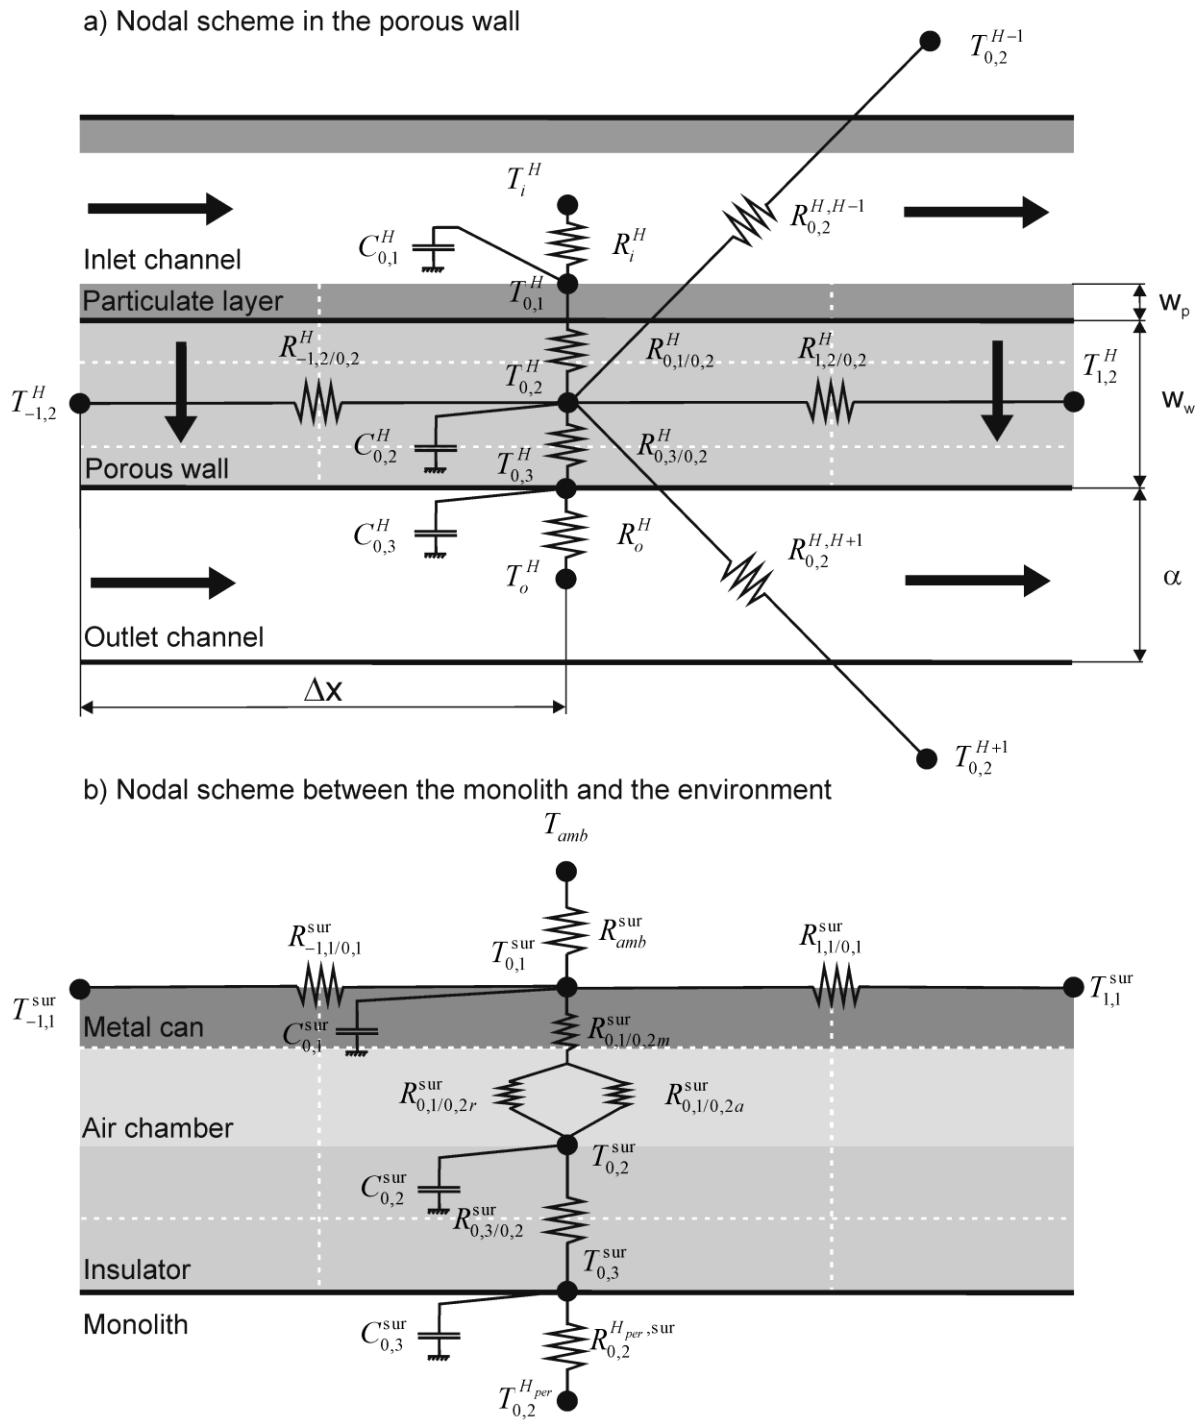 a) Nodal scheme in the porous wall
T_{0,2}^{H-1}
T_i^H
R_{0,2}^{H,H-1}
C_{0,1}^H
R_i^H
Inlet channel
T_{0,1}^H
Particulate layer
w_p
R_{-1,2/0,2}^H
R_{0,1/0,2}^H
R_{1,2/0,2}^H
T_{0,2}^H
T_{1,2}^H
T_{-1,2}^H
w_w
C_{0,2}^H
T_{0,3}^H
R_{0,3/0,2}^H
Porous wall
C_{0,3}^H
R_o^H
R_{0,2}^{H,H+1}
T_o^H
α
Outlet channel
Δx
T_{0,2}^{H+1}
b) Nodal scheme between the monolith and the environment
T_{amb}
R_{-1,1/0,1}^{sur}
T_{0,1}^{sur}
R_{amb}^{sur}
R_{1,1/0,1}^{sur}
T_{-1,1}^{sur}
T_{1,1}^{sur}
Metal can
C_{0,1}^{sur}
R_{0,1/0,2m}^{sur}
R_{0,1/0,2r}^{sur}
R_{0,1/0,2a}^{sur}
Air chamber
T_{0,2}^{sur}
C_{0,2}^{sur}
R_{0,3/0,2}^{sur}
Insulator
T_{0,3}^{sur}
Monolith
C_{0,3}^{sur}
R_{0,2}^{H_{per},sur}
T_{0,2}^{H_{per}}